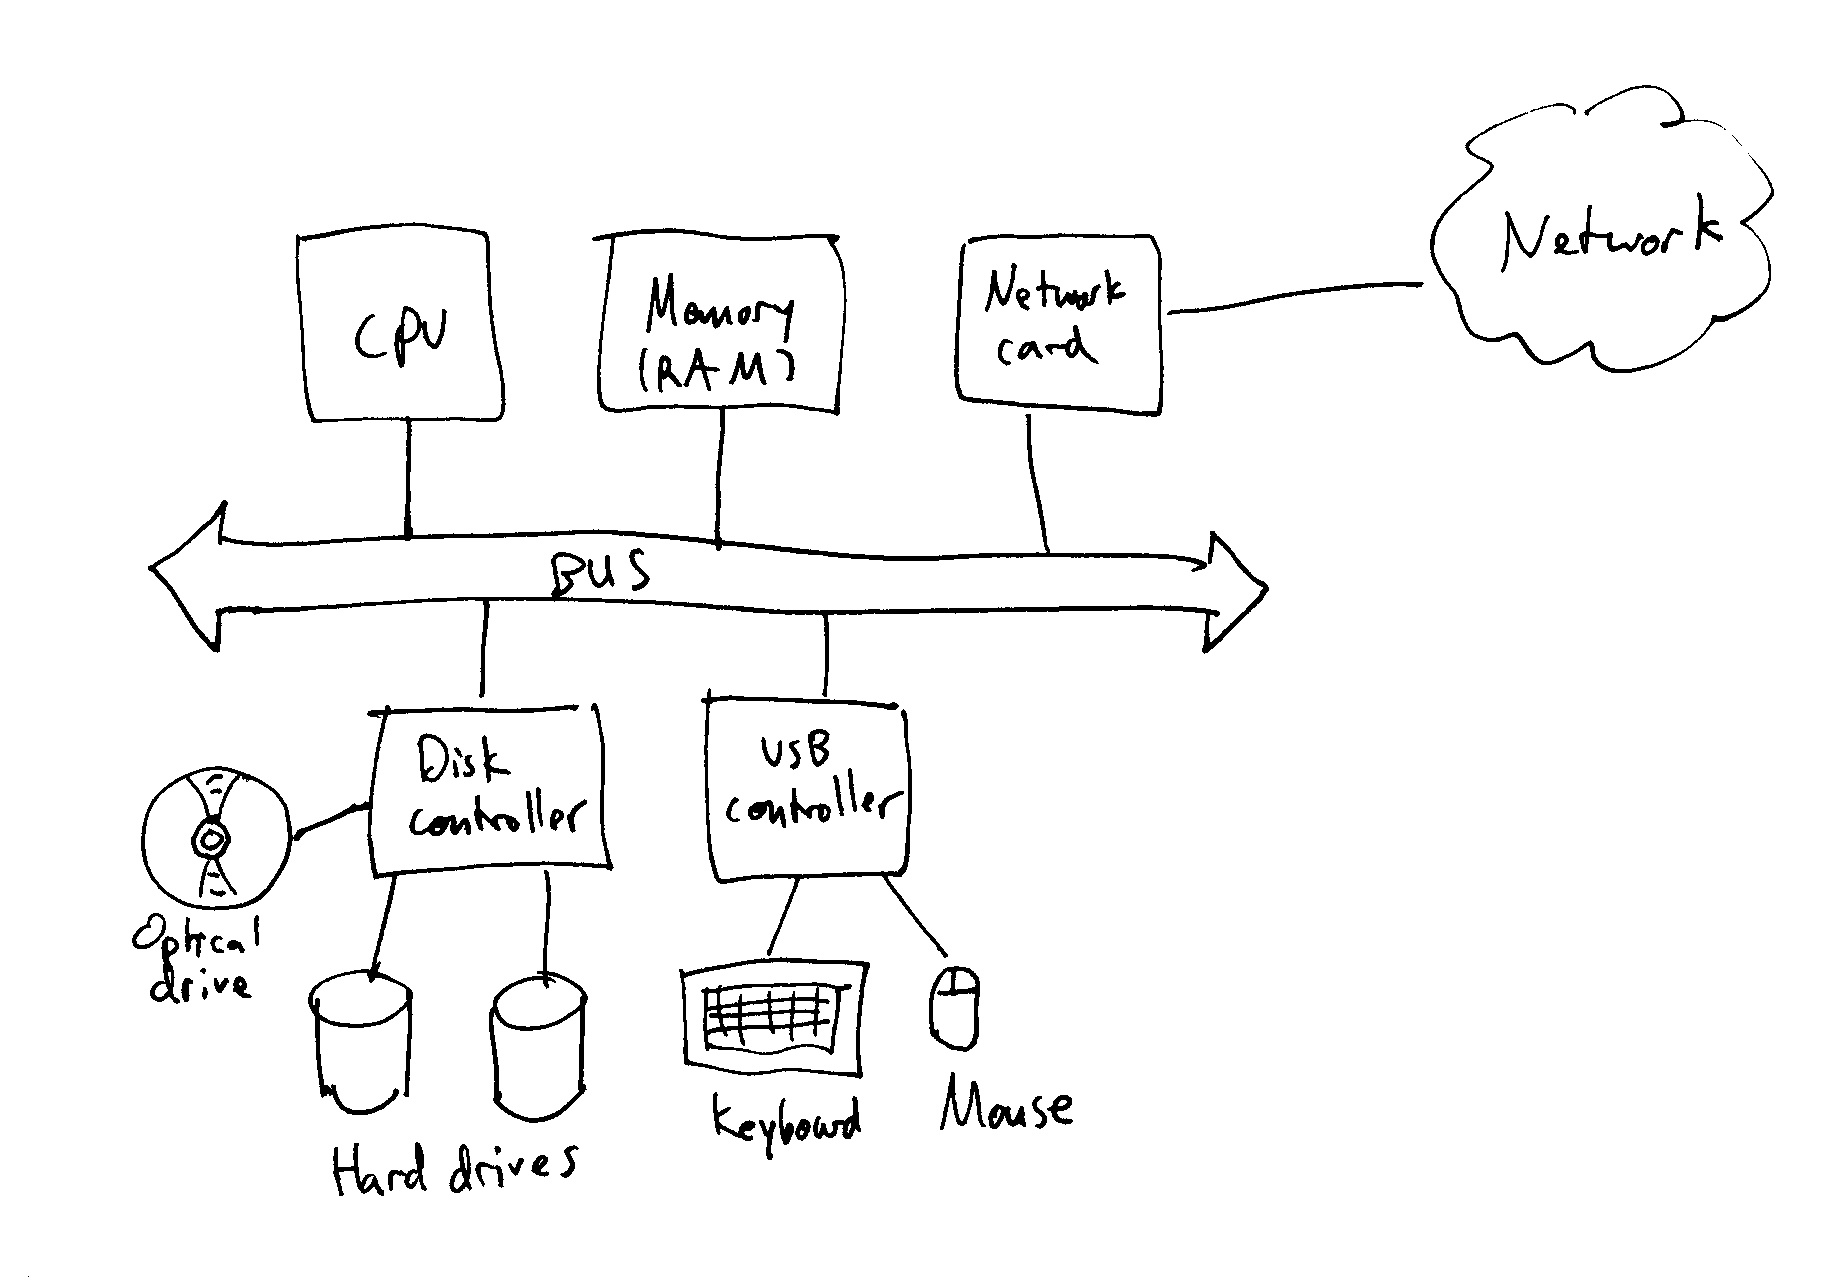 CPU
Memory
(RAM)
Network
card
Network
BUS
Disk
controller
USB
controller
Optical
drive
Hard drives
Keyboard
Mouse